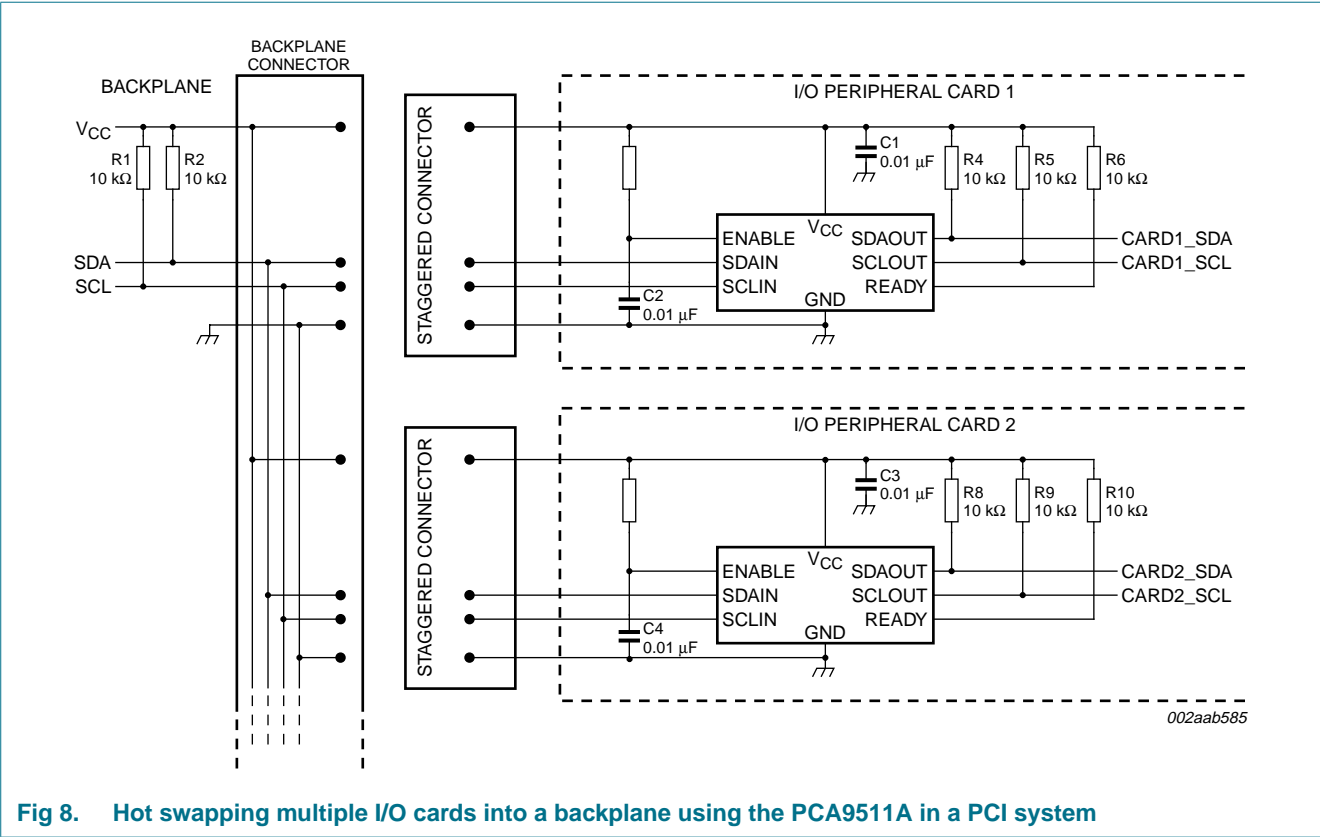 BACKPLANE
CONNECTOR
BACKPLANE
VCC
R1
10 kΩ
R2
10 kΩ
SDA
SCL
STAGGERED CONNECTOR
I/O PERIPHERAL CARD 1
C1
0.01 μF
R4
10 kΩ
R5
10 kΩ
R6
10 kΩ
VCC
ENABLE
SDAIN
SCLIN
SDAOUT
SCLOUT
READY
GND
CARD1_SDA
CARD1_SCL
C2
0.01 μF
STAGGERED CONNECTOR
I/O PERIPHERAL CARD 2
C3
0.01 μF
R8
10 kΩ
R9
10 kΩ
R10
10 kΩ
VCC
ENABLE
SDAIN
SCLIN
SDAOUT
SCLOUT
READY
GND
CARD2_SDA
CARD2_SCL
C4
0.01 μF
002aab585
Fig 8. Hot swapping multiple I/O cards into a backplane using the PCA9511A in a PCI system